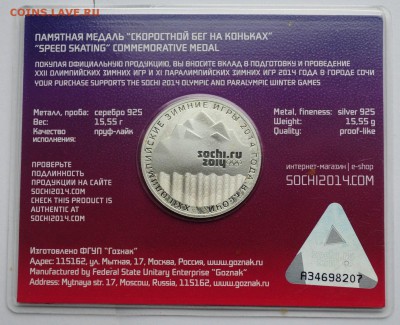 COINS.LAVE.RU
ПАМЯТНАЯ МЕДАЛЬ "СКОРОСТНОЙ БЕГ НА КОНЬКАХ"
"SPEED SKATING" COMMEMORATIVE MEDAL
ПОКУПАЯ ОФИЦИАЛЬНУЮ ПРОДУКЦИЮ, ВЫ ВНОСИТЕ ВКЛАД В ПОДГОТОВКУ И ПРОВЕДЕНИЕ
XXII ОЛИМПИЙСКИХ ЗИМНИХ ИГР И XI ПАРАЛИМПИЙСКИХ ЗИМНИХ ИГР 2014 ГОДА В ГОРОДЕ СОЧИ
YOUR PURCHASE SUPPORTS THE SOCHI 2014 OLYMPIC AND PARALYMPIC WINTER GAMES
Металл, проба: серебро 925
Вес: 15,55 г
Качество исполнения: пруф-лайк
Metal, fineness: silver 925
Weight: 15,55 g
Quality: proof-like
ОЛИМПИЙСКИЕ ЗИМНИЕ ИГРЫ 2014 ГОДА
sochi.ru
2014
ПРОВЕРЬТЕ
ПОДЛИННОСТЬ
ПРОДУКЦИИ НА САЙТЕ
SOCHI2014.COM
CHECK THIS PRODUCT IS
AUTHENTIC AT
SOCHI2014.COM
интернет-магазин | e-shop
SOCHI2014.COM
Изготовлено ФГУП "Гознак"
Адрес: 115162, ул. Мытная, 17, Москва, Россия, www.goznak.ru
Manufactured by Federal State Unitary Enterprise "Goznak"
Address: Mytnaya str. 17, Moscow, Russia, 115162, www.goznak.ru
A34698207